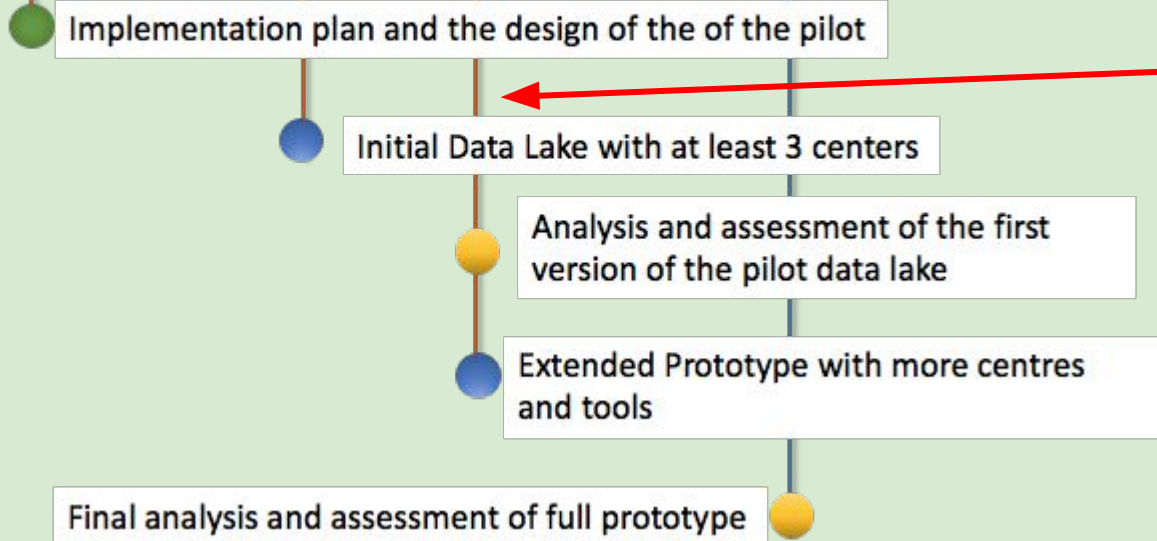 Implementation plan and the design of the of the pilot
Initial Data Lake with at least 3 centers
Analysis and assessment of the first
version of the pilot data lake
Extended Prototype with more centres
and tools
Final analysis and assessment of full prototype